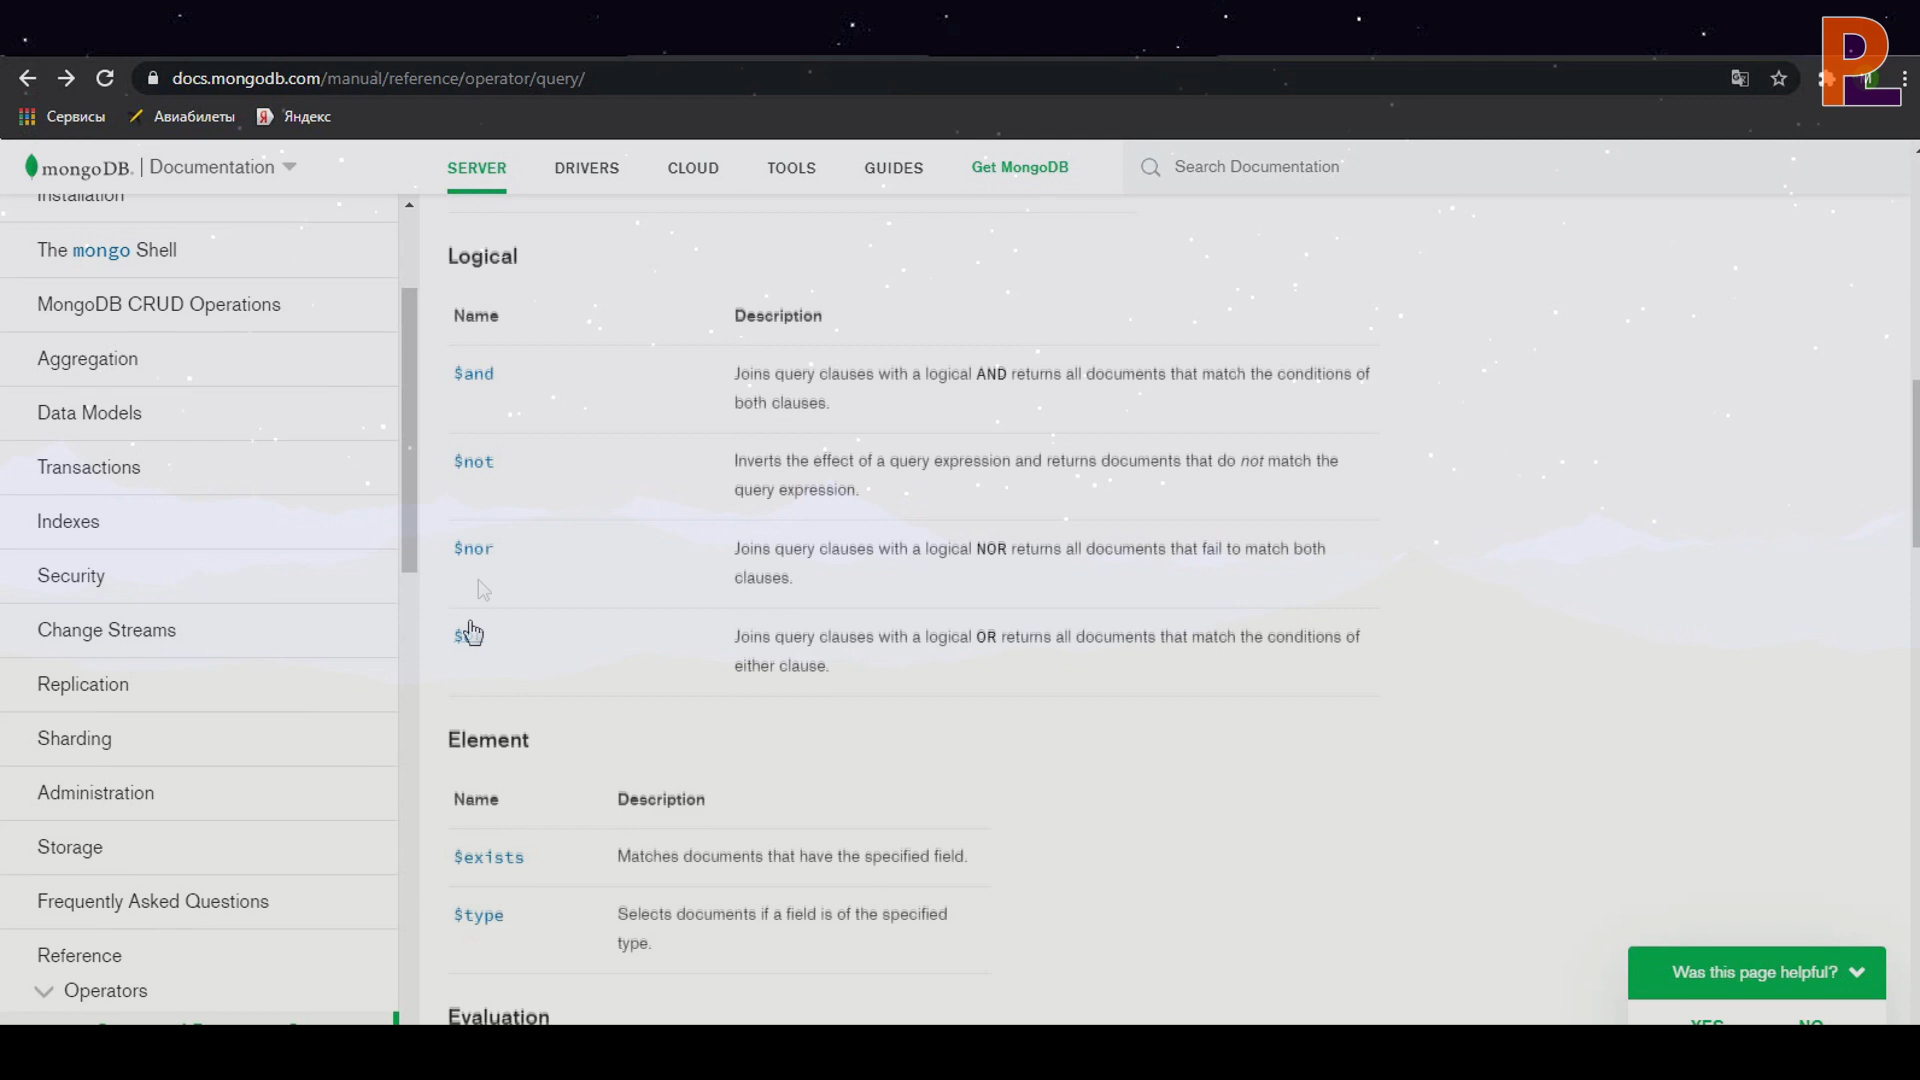 docs.mongodb.com/manual/reference/operator/query/
Сервисы Авиабилеты Яндекс
PL
mongoDB. | Documentation
SERVER DRIVERS CLOUD TOOLS GUIDES Get MongoDB Search Documentation
Installation
The mongo Shell
MongoDB CRUD Operations
Aggregation
Data Models
Transactions
Indexes
Security
Change Streams
Replication
Sharding
Administration
Storage
Frequently Asked Questions
Reference
Operators
Logical
Name Description
$and Joins query clauses with a logical AND returns all documents that match the conditions of
both clauses.
$not Inverts the effect of a query expression and returns documents that do not match the
query expression.
$nor Joins query clauses with a logical NOR returns all documents that fail to match both
clauses.
Joins query clauses with a logical OR returns all documents that match the conditions of
either clause.
Element
Name Description
$exists Matches documents that have the specified field.
$type Selects documents if a field is of the specified
type.
Evaluation
Was this page helpful?
YES NO